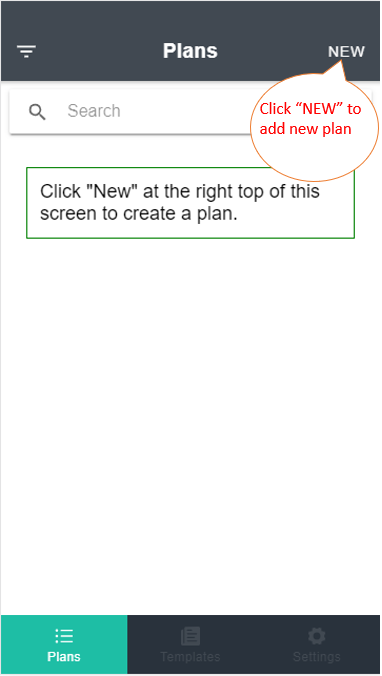 Plans
NEW
Search
Click “NEW” to
add new plan
Click "New" at the right top of this
screen to create a plan.
Plans
Templates
Settings